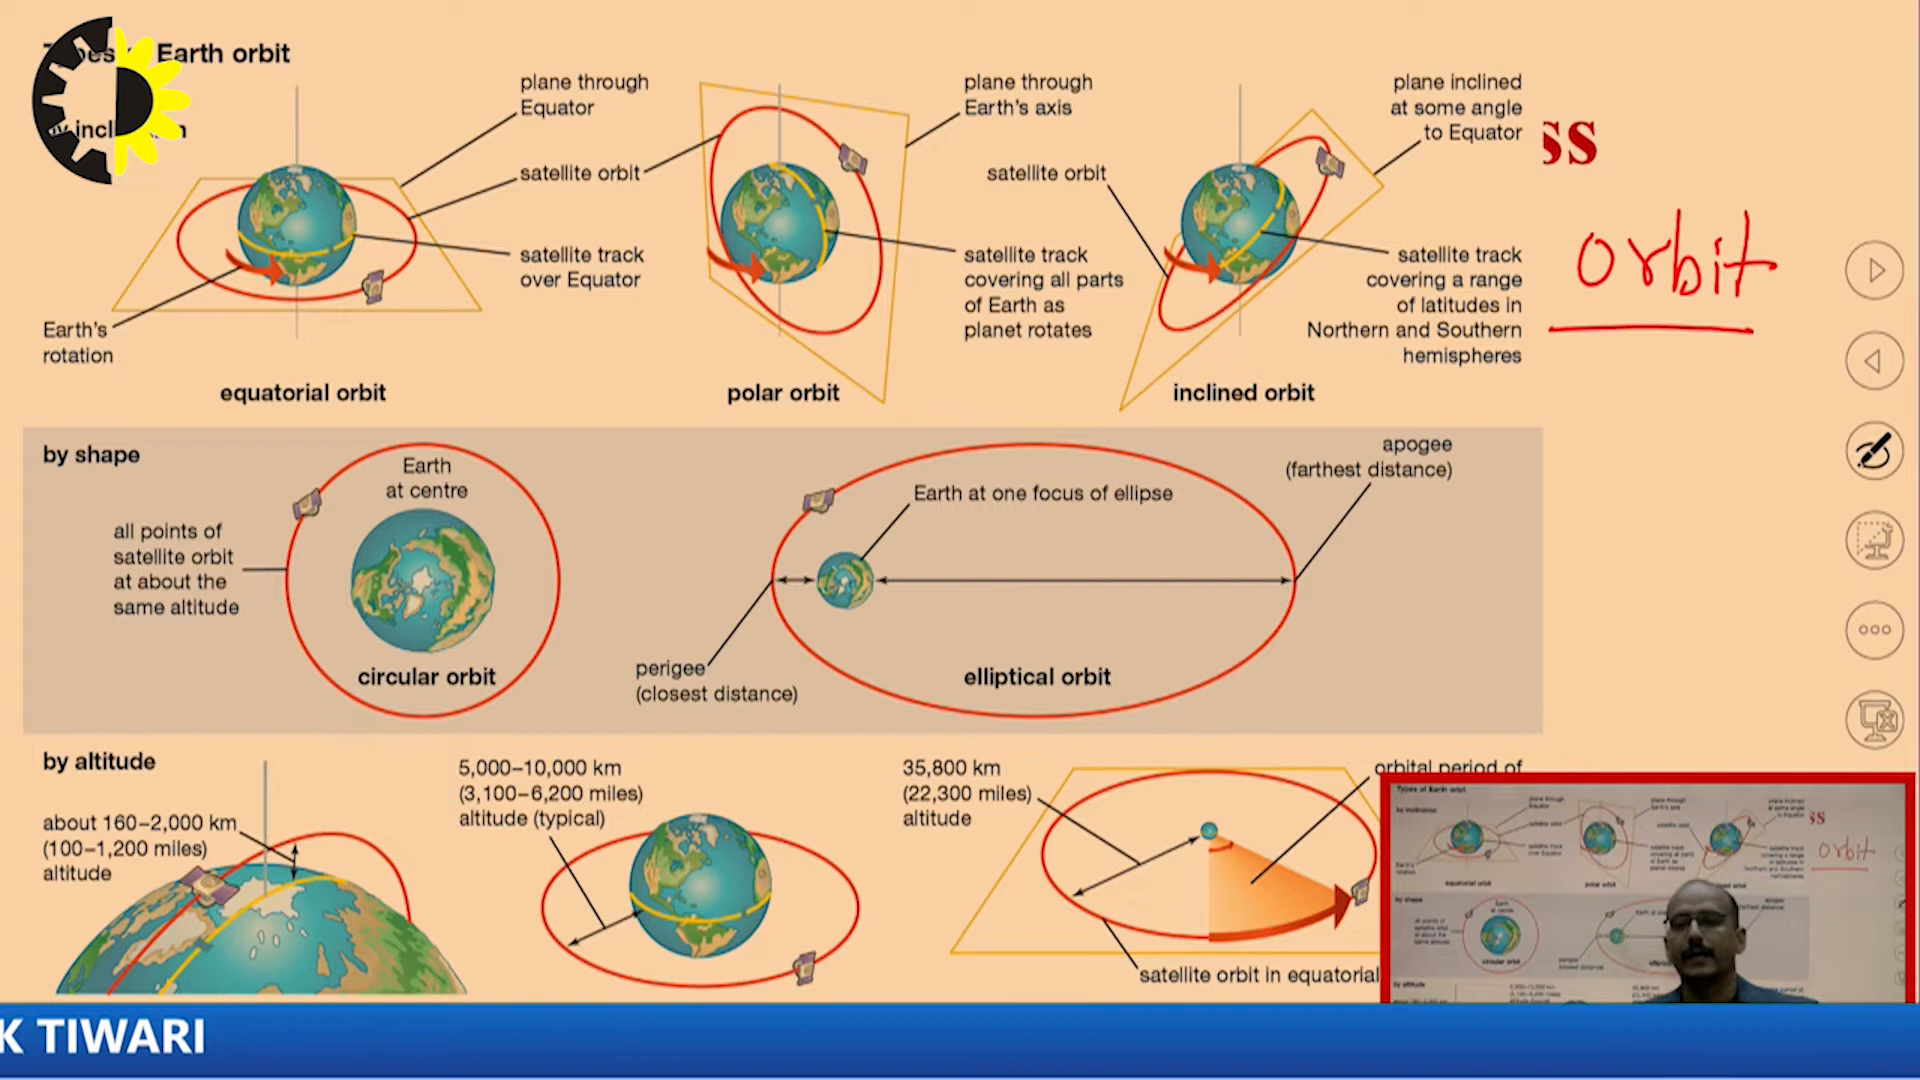 Earth orbit
plane through
Equator
satellite orbit
satellite track
over Equator
Earth's
rotation
equatorial orbit
plane through
Earth's axis
satellite track
covering all parts
of Earth as
planet rotates
polar orbit
plane inclined
at some angle
to Equator
satellite orbit
satellite track
covering a range
of latitudes in
Northern and Southern
hemispheres
inclined orbit
ss
orbit
by shape
Earth
at centre
all points of
satellite orbit
at about the
same altitude
circular orbit
Earth at one focus of ellipse
apogee
(farthest distance)
perigee
(closest distance)
elliptical orbit
by altitude
about 160–2,000 km
(100–1,200 miles)
altitude
5,000–10,000 km
(3,100–6,200 miles)
altitude (typical)
35,800 km
(22,300 miles)
altitude
orbital period of
satellite orbit in equatorial
K TIWARI